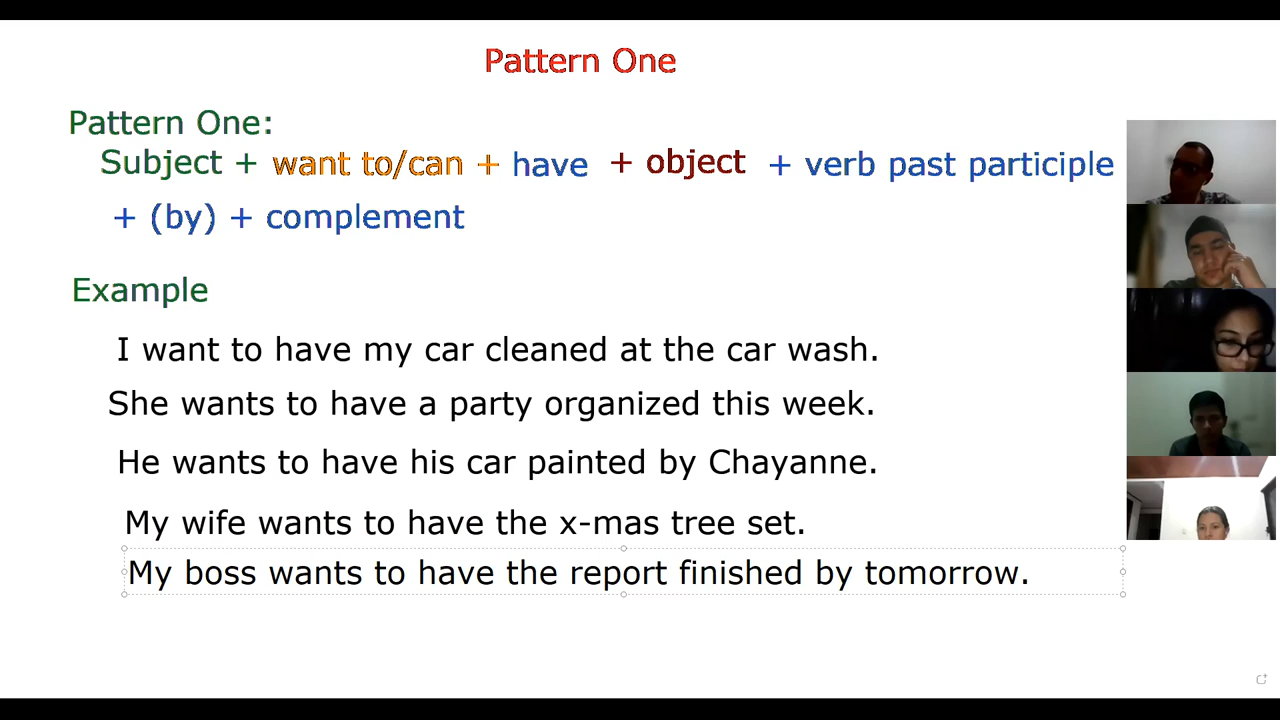 Pattern One
Pattern One:
Subject + want to/can + have + object + verb past participle
+ (by) + complement
Example
I want to have my car cleaned at the car wash.
She wants to have a party organized this week.
He wants to have his car painted by Chayanne.
My wife wants to have the x-mas tree set.
My boss wants to have the report finished by tomorrow.